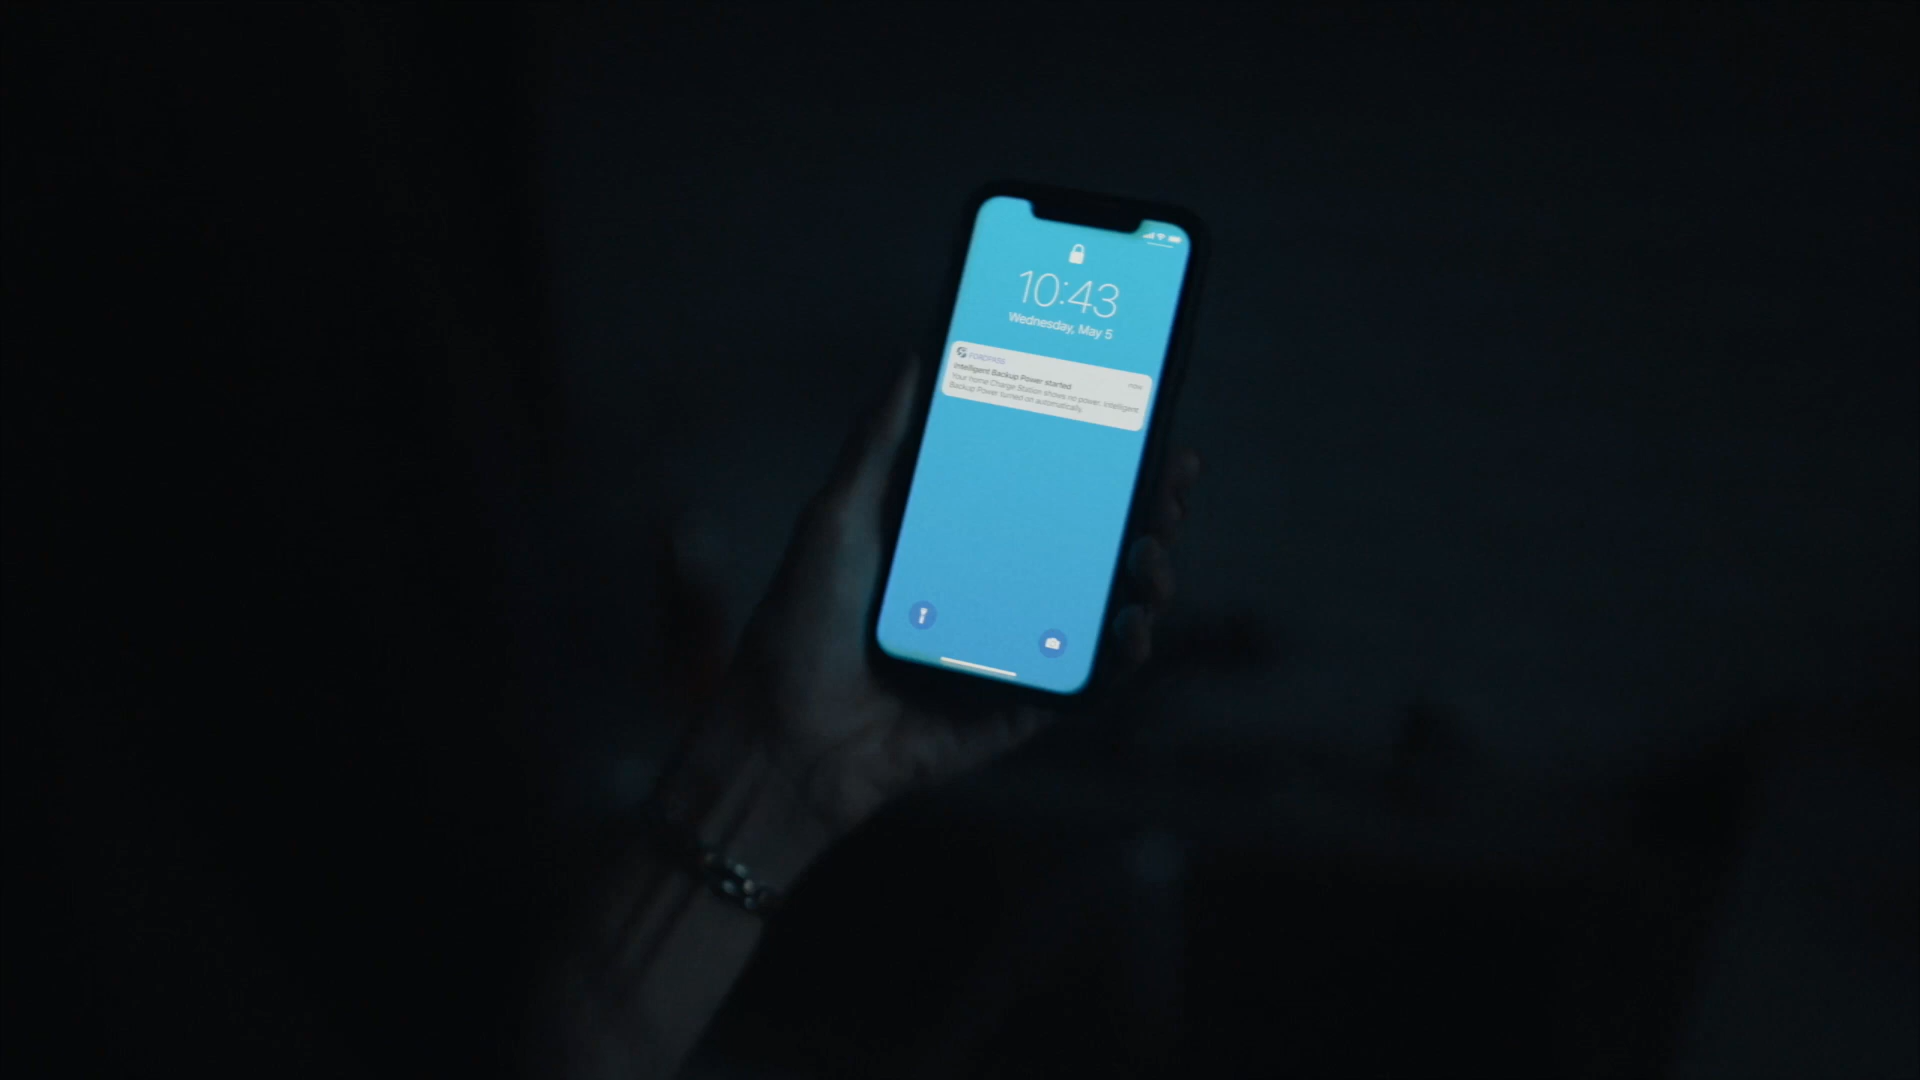 10:43
Wednesday, May 5
FORDPASS
now
Intelligent Backup Power started
Your home Charge Station shows no power. Intelligent
Backup Power turned on automatically.